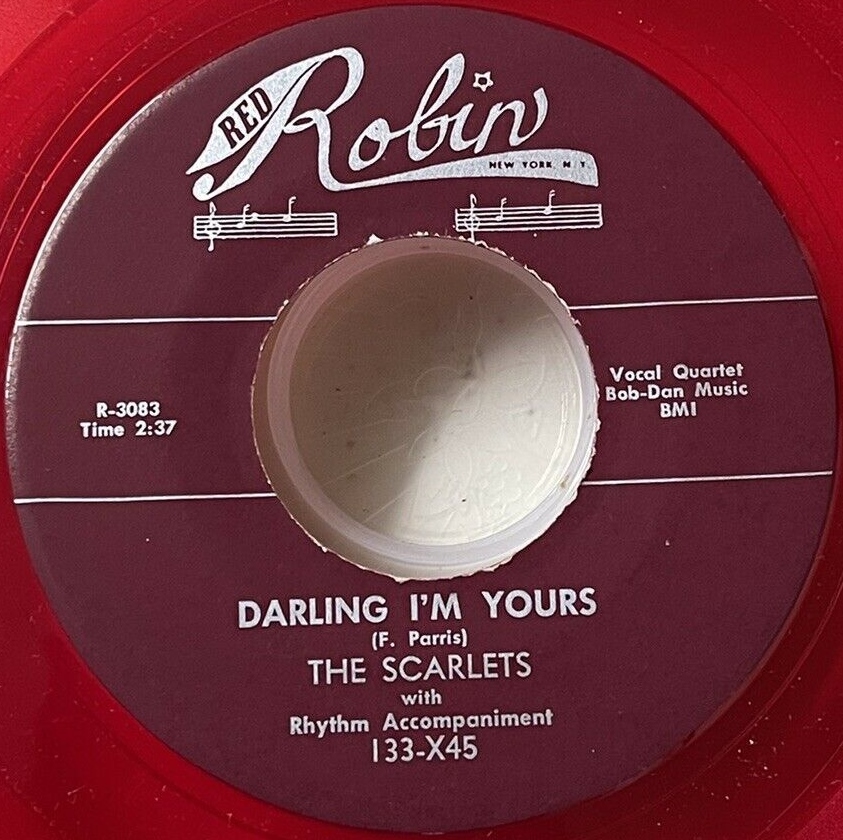 RED Robin
NEW YORK, N.Y.
R-3083
Time 2:37
Vocal Quartet
Bob-Dan Music
BMI
DARLING I'M YOURS
(F. Parris)
THE SCARLETS
with
Rhythm Accompaniment
133-X45